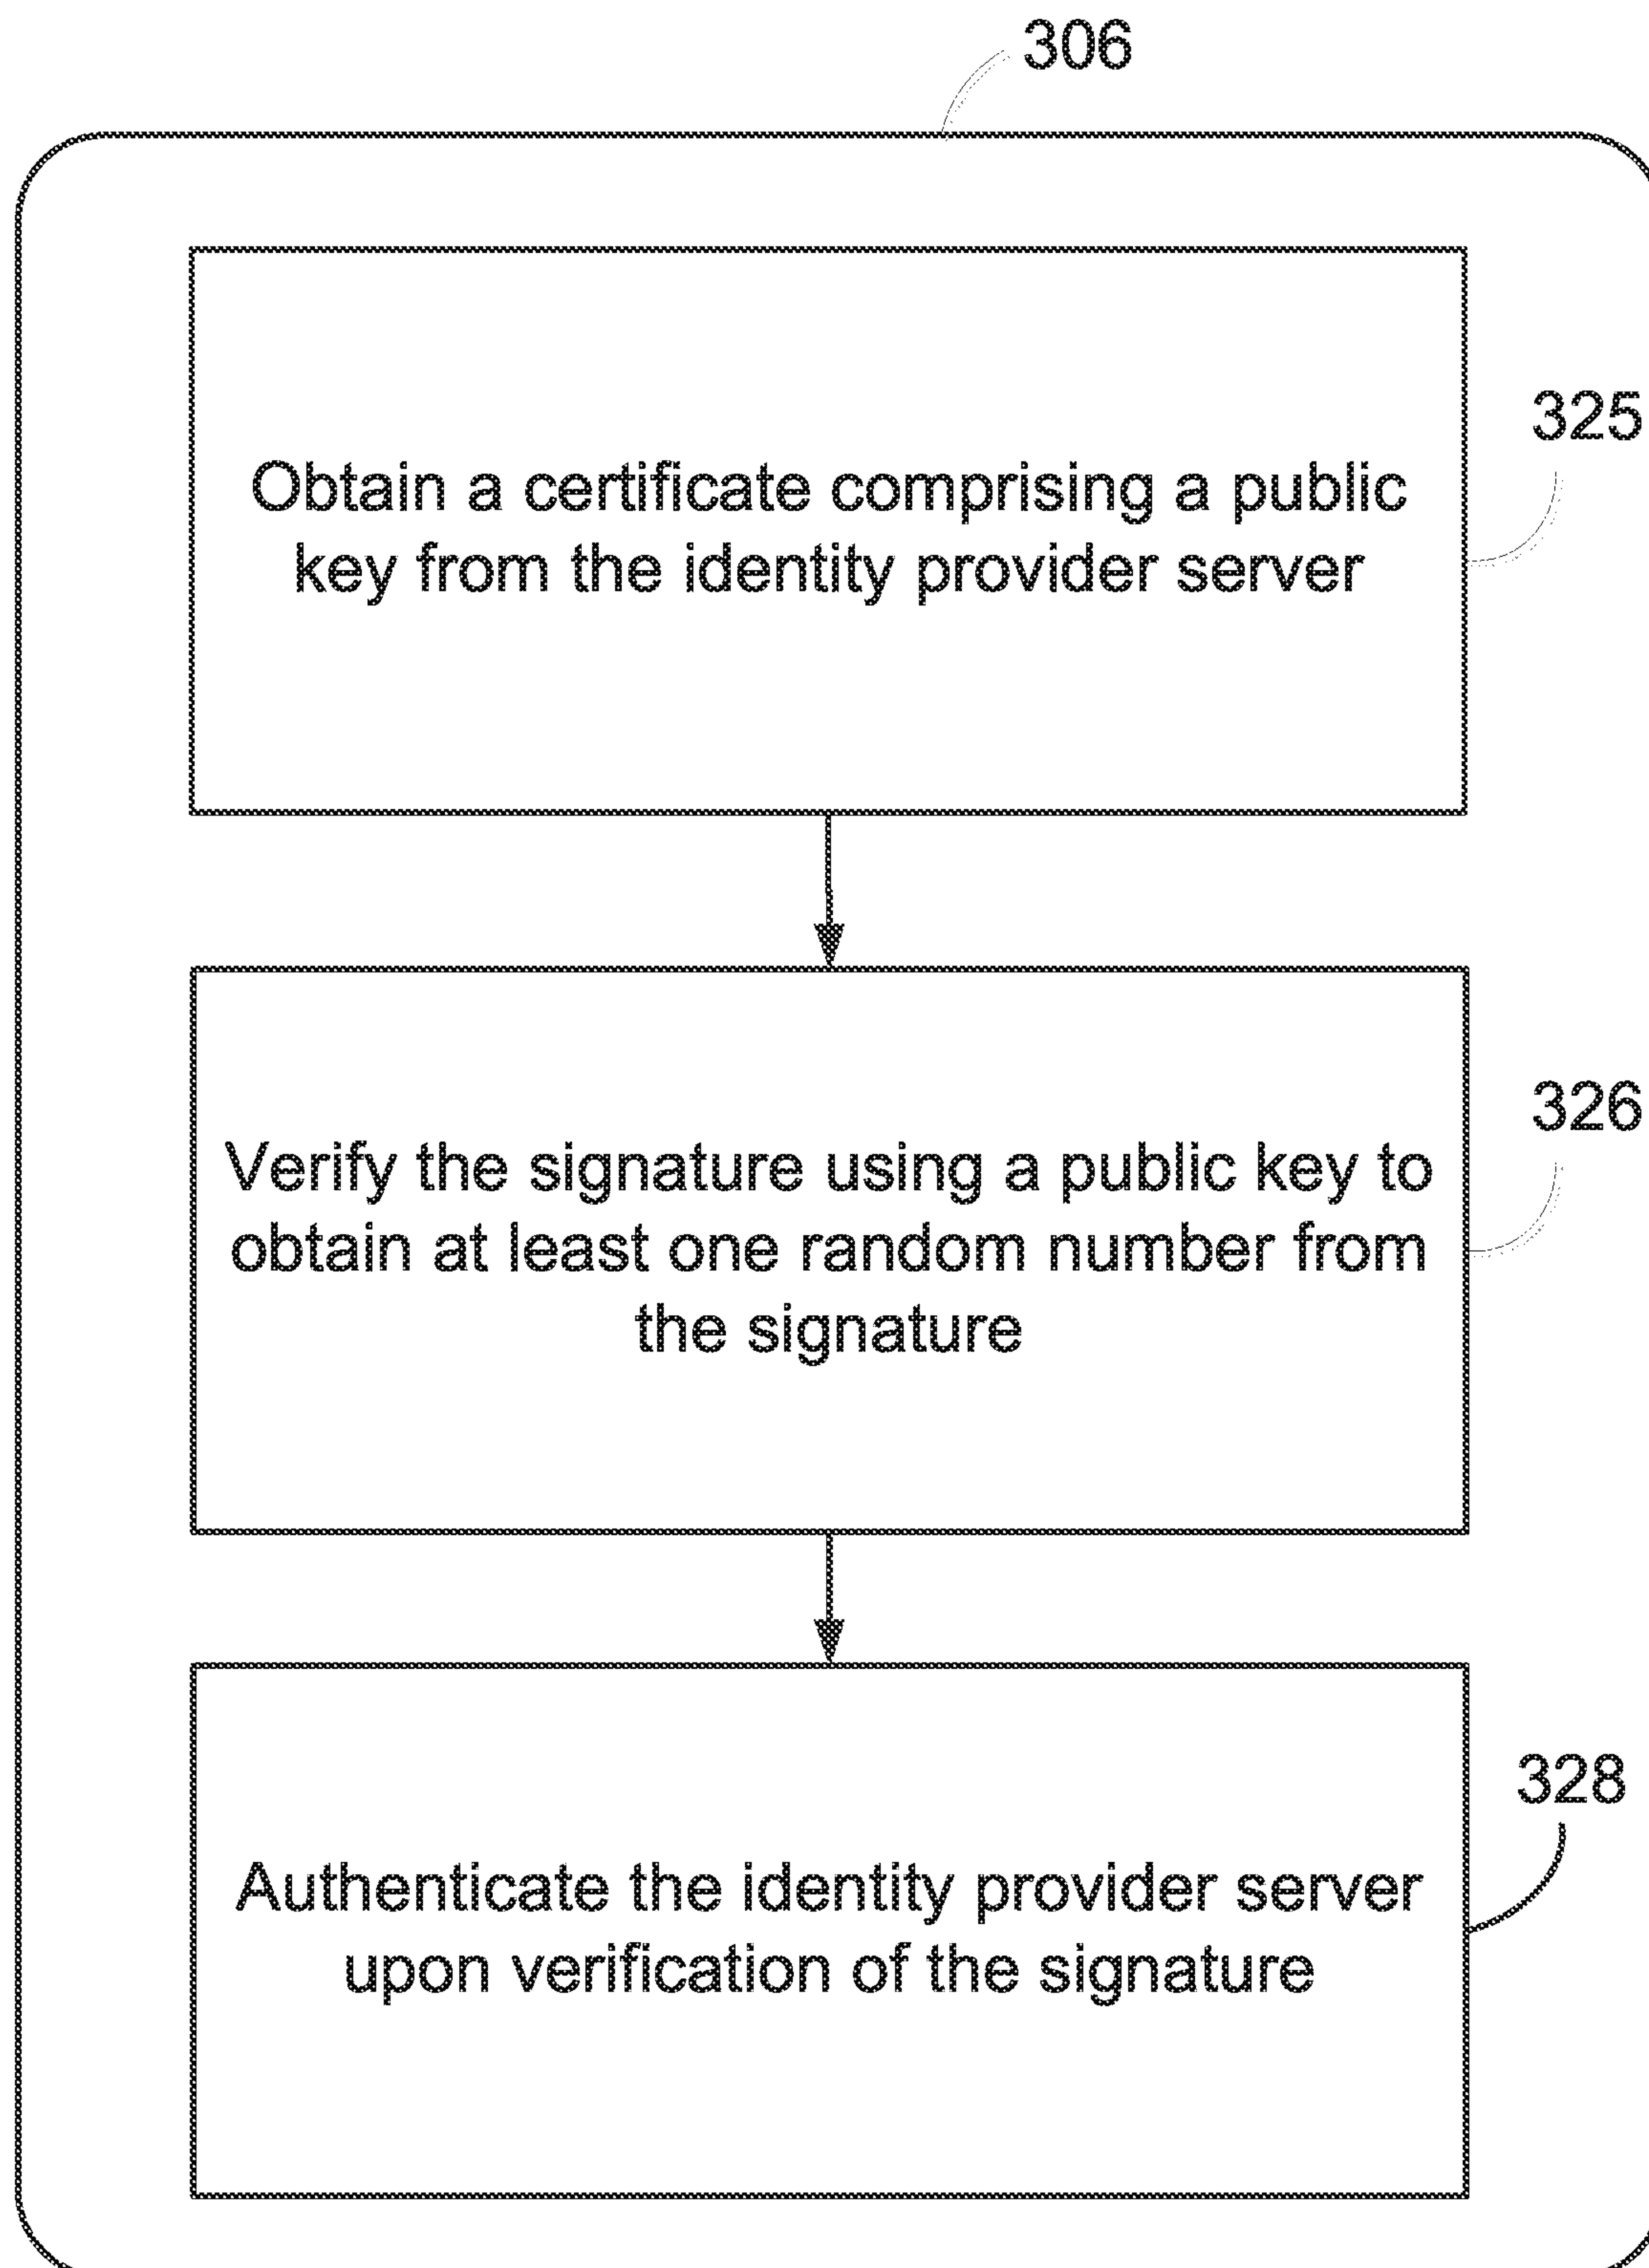 306
Obtain a certificate comprising a public
key from the identity provider server
325
Verify the signature using a public key to
obtain at least one random number from
the signature
326
Authenticate the identity provider server
upon verification of the signature
328